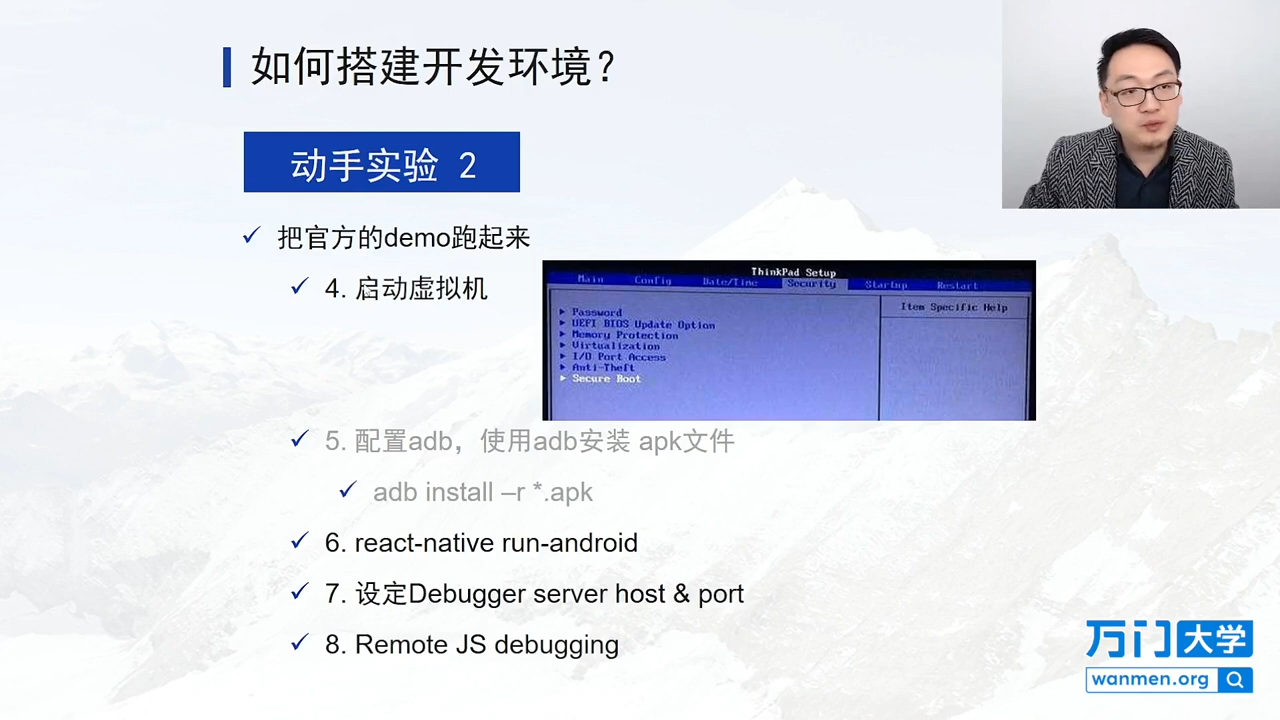 如何搭建开发环境？
动手实验 2
把官方的demo跑起来
4. 启动虚拟机
ThinkPad Setup
Main Config Date/Time Security Startup Restart
Item Specific Help
Password
UEFI BIOS Update Option
Memory Protection
Virtualization
I/O Port Access
Anti-Theft
Secure Boot
5. 配置adb，使用adb安装 apk文件
adb install –r *.apk
6. react-native run-android
7. 设定Debugger server host & port
8. Remote JS debugging
万门大学
wanmen.org